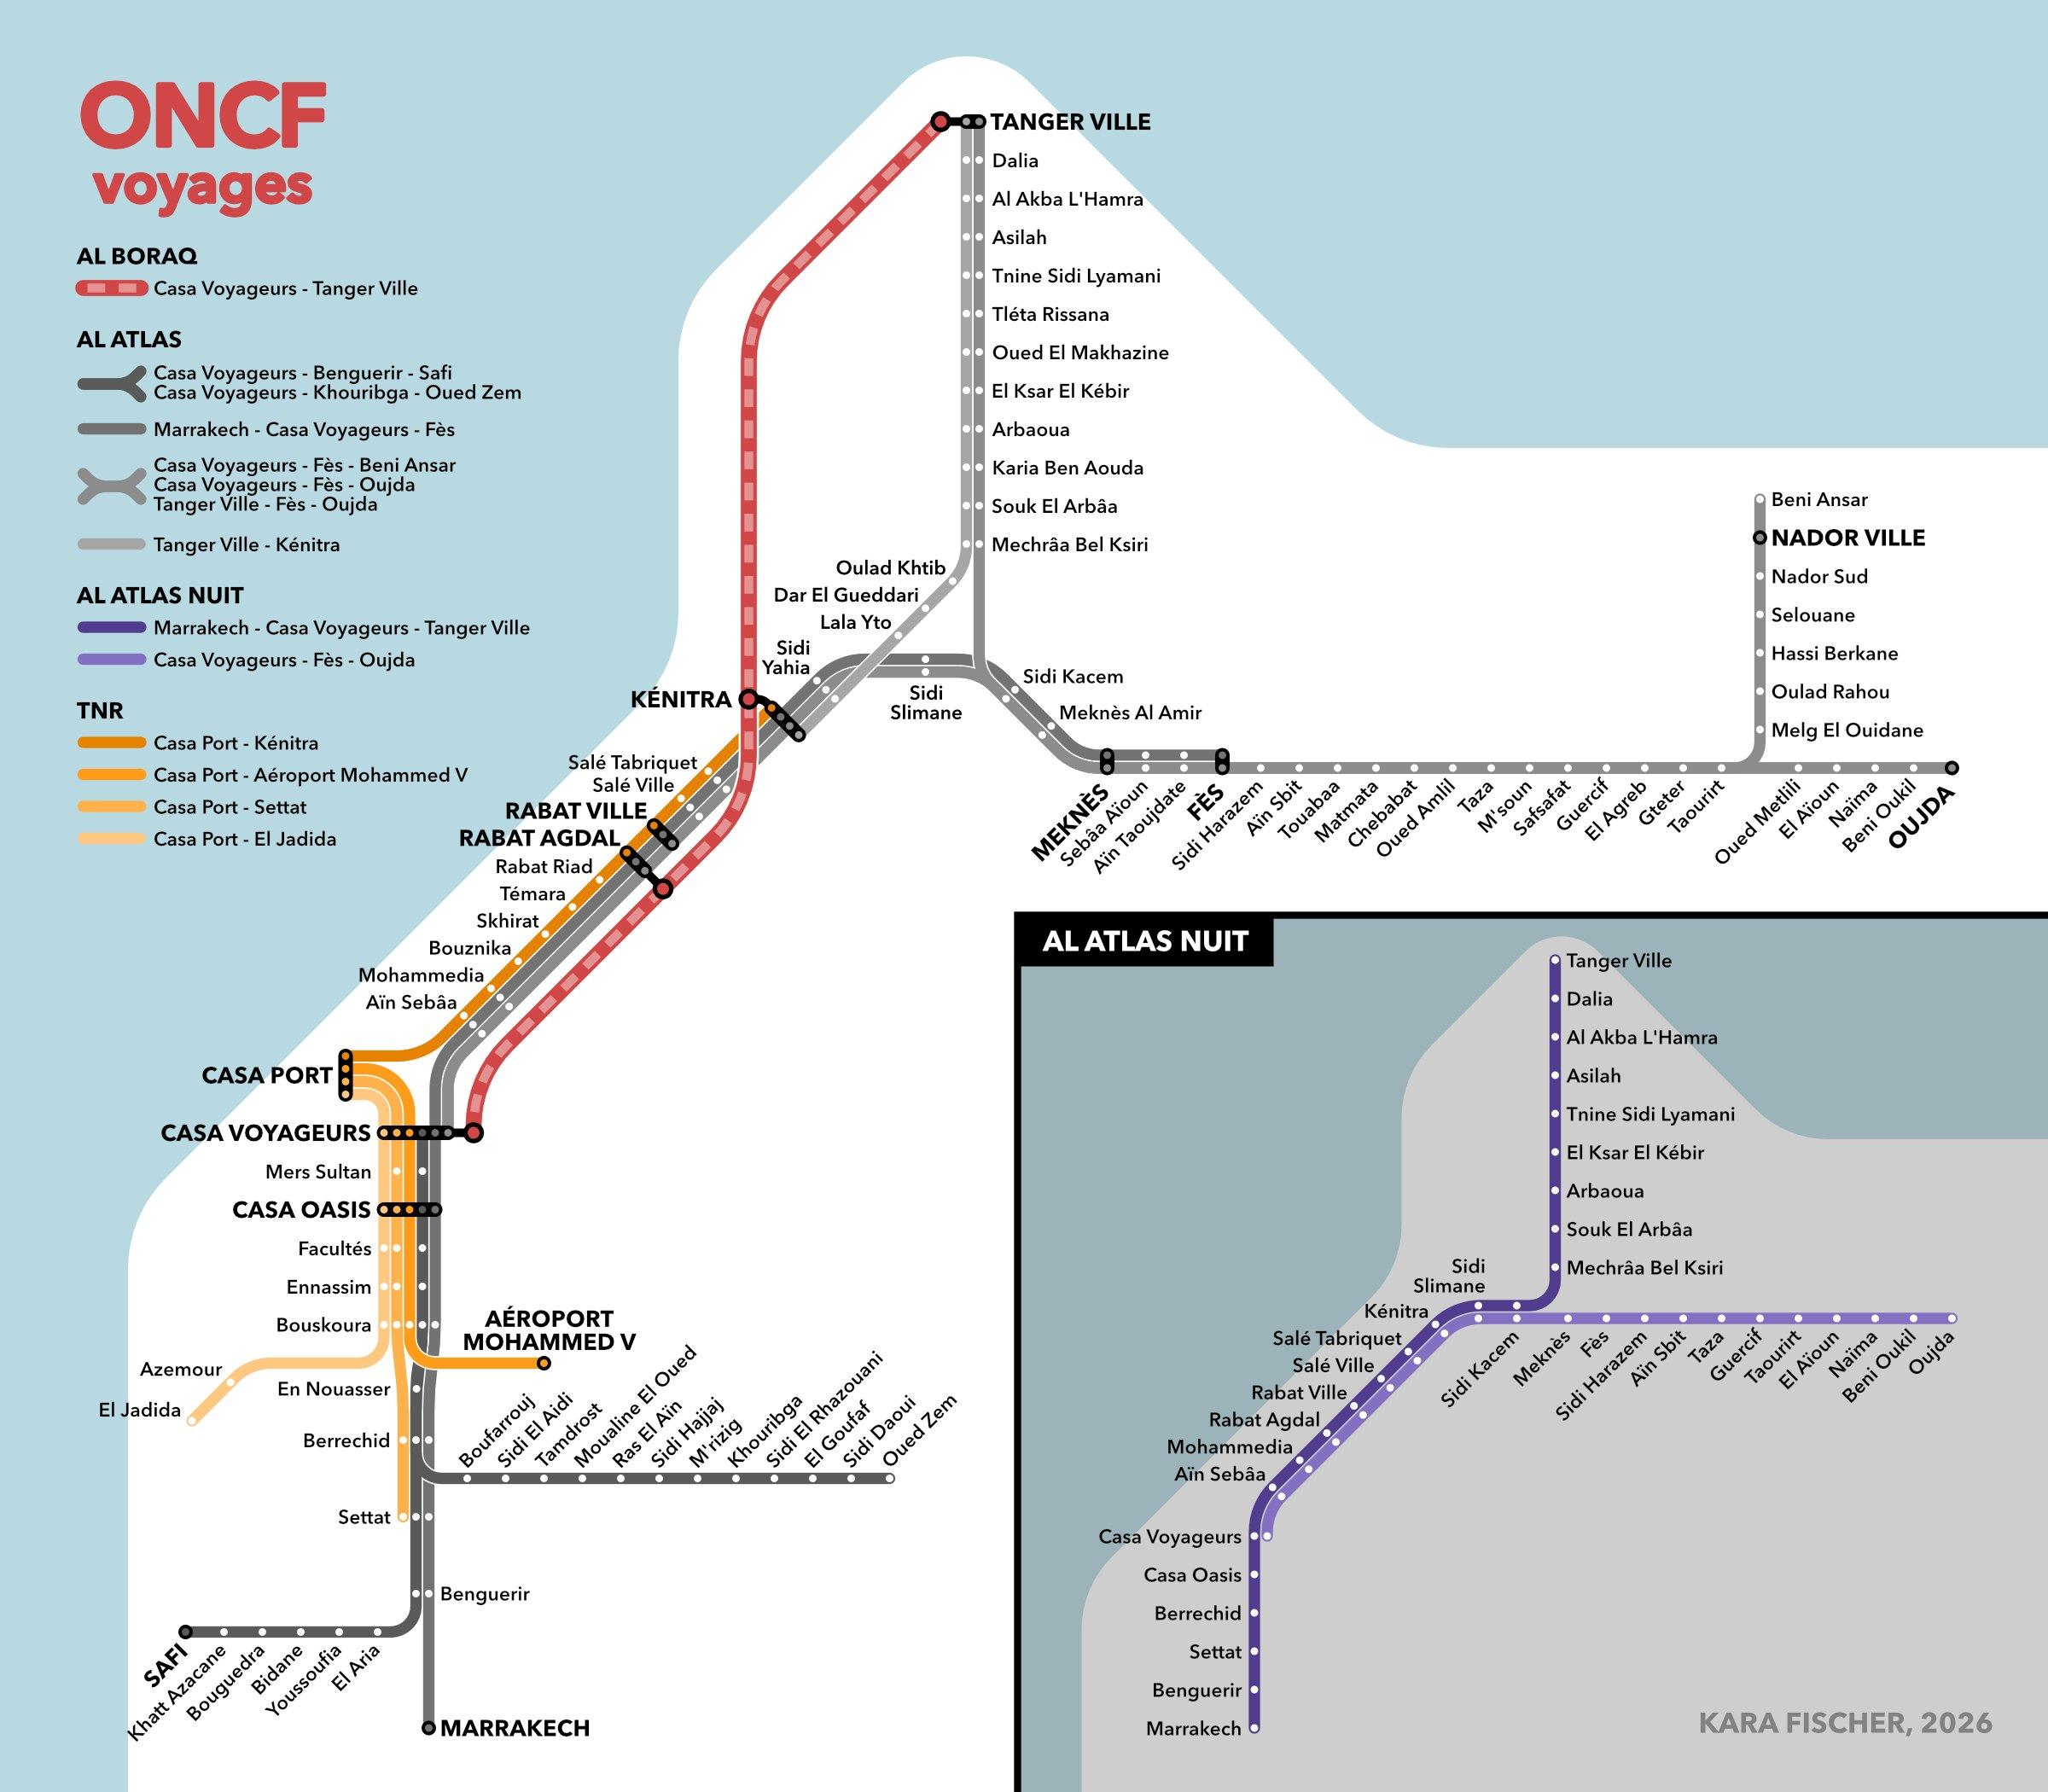 ONCF
voyages
AL BORAQ
Casa Voyageurs - Tanger Ville
AL ATLAS
Casa Voyageurs - Benguerir - Safi
Casa Voyageurs - Khouribga - Oued Zem
Marrakech - Casa Voyageurs - Fès
Casa Voyageurs - Fès - Beni Ansar
Casa Voyageurs - Fès - Oujda
Tanger Ville - Fès - Oujda
Tanger Ville - Kénitra
AL ATLAS NUIT
Marrakech - Casa Voyageurs - Tanger Ville
Casa Voyageurs - Fès - Oujda
TNR
Casa Port - Kénitra
Casa Port - Aéroport Mohammed V
Casa Port - Settat
Casa Port - El Jadida
TANGER VILLE
Dalia
Al Akba L'Hamra
Asilah
Tnine Sidi Lyamani
Tléta Rissana
Oued El Makhazine
El Ksar El Kébir
Arbaoua
Karia Ben Aouda
Souk El Arbâa
Mechrâa Bel Ksiri
Oulad Khtib
Dar El Gueddari
Lala Yto
Sidi
Yahia
Sidi
Slimane
Sidi Kacem
Meknès Al Amir
MEKNÈS
Sebâa Aïoun
Aïn Taoujdate
FÈS
Sidi Harazem
Aïn Sbit
Touabaa
Matmata
Chebabat
Oued Amlil
Taza
M'soun
Safsafat
Guercif
El Agreb
Gteter
Taourirt
Oued Metlili
El Aïoun
Naïma
Beni Oukil
OUJDA
Beni Ansar
NADOR VILLE
Nador Sud
Selouane
Hassi Berkane
Oulad Rahou
Melg El Ouidane
KÉNITRA
Salé Tabriquet
Salé Ville
RABAT VILLE
RABAT AGDAL
Rabat Riad
Témara
Skhirat
Bouznika
Mohammedia
Aïn Sebâa
CASA PORT
CASA VOYAGEURS
Mers Sultan
CASA OASIS
Facultés
Ennassim
Bouskoura
AÉROPORT
MOHAMMED V
Azemour
El Jadida
En Nouasser
Berrechid
Boufarrouj
Sidi El Aidi
Tamdrost
Moualine El Oued
Ras El Aïn
Sidi Hajjaj
M'rizig
Khouribga
Sidi El Rhazouani
El Goufaf
Sidi Daoui
Oued Zem
Settat
Benguerir
SAFI
Khatt Azacane
Bouguedra
Bidane
Youssoufia
El Aria
MARRAKECH
AL ATLAS NUIT
Tanger Ville
Dalia
Al Akba L'Hamra
Asilah
Tnine Sidi Lyamani
El Ksar El Kébir
Arbaoua
Souk El Arbâa
Mechrâa Bel Ksiri
Sidi
Slimane
Kénitra
Salé Tabriquet
Salé Ville
Rabat Ville
Rabat Agdal
Mohammedia
Aïn Sebâa
Sidi Kacem
Meknès
Fès
Sidi Harazem
Aïn Sbit
Taza
Guercif
Taourirt
El Aïoun
Naïma
Beni Oukil
Oujda
Casa Voyageurs
Casa Oasis
Berrechid
Settat
Benguerir
Marrakech
KARA FISCHER, 2026